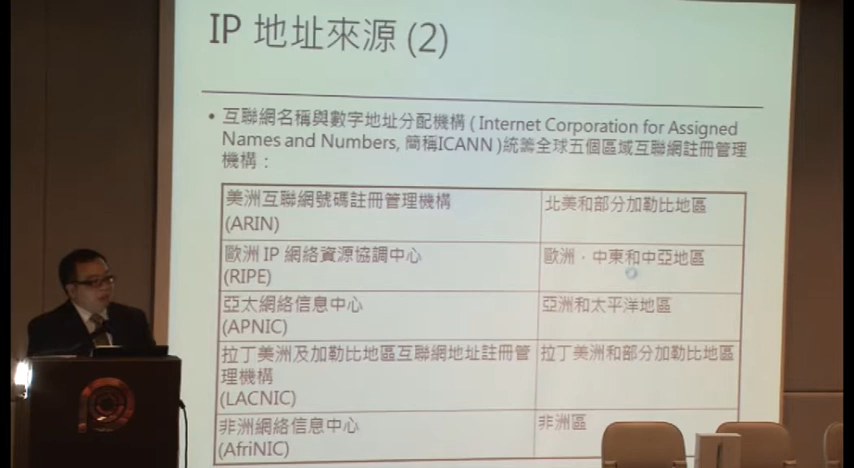 IP 地址來源 (2)
• 互聯網名稱與數字地址分配機構 ( Internet Corporation for Assigned
Names and Numbers, 簡稱ICANN )統籌全球五個區域互聯網註冊管理
機構：
美洲互聯網號碼註冊管理機構
(ARIN)
北美和部分加勒比地區
歐洲 IP 網絡資源協調中心
(RIPE)
歐洲，中東和中亞地區
亞太網絡信息中心
(APNIC)
亞洲和太平洋地區
拉丁美洲及加勒比地區互聯網地址註冊管
理機構
(LACNIC)
拉丁美洲和部分加勒比地區
非洲網絡信息中心
(AfriNIC)
非洲區